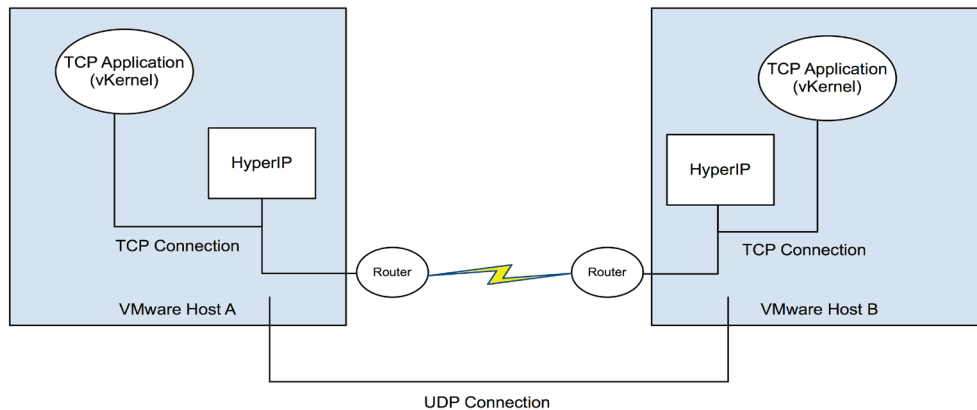 TCP Application
(vKernel)
HyperIP
TCP Connection
VMware Host A
Router
Router
TCP Application
(vKernel)
HyperIP
TCP Connection
VMware Host B
UDP Connection